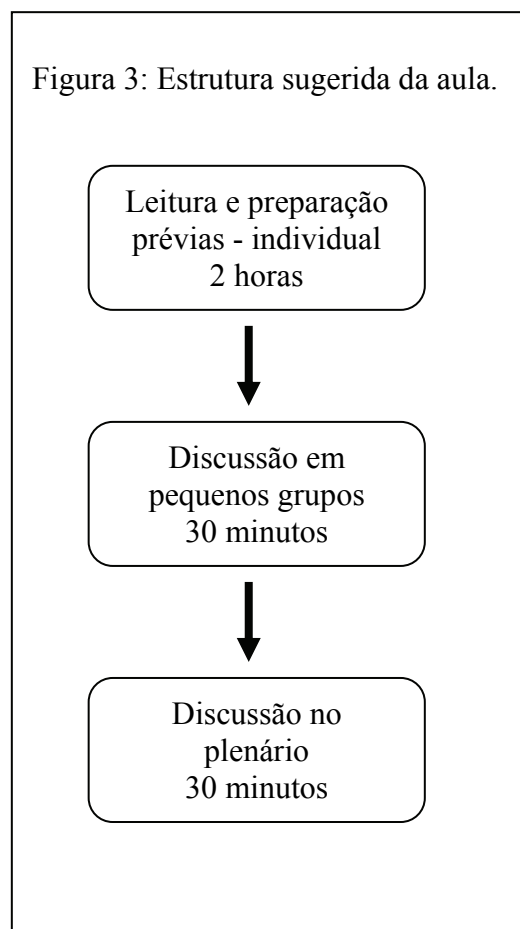 Figura 3: Estrutura sugerida da aula.
Leitura e preparação
prévias - individual
2 horas
Discussão em
pequenos grupos
30 minutos
Discussão no
plenário
30 minutos